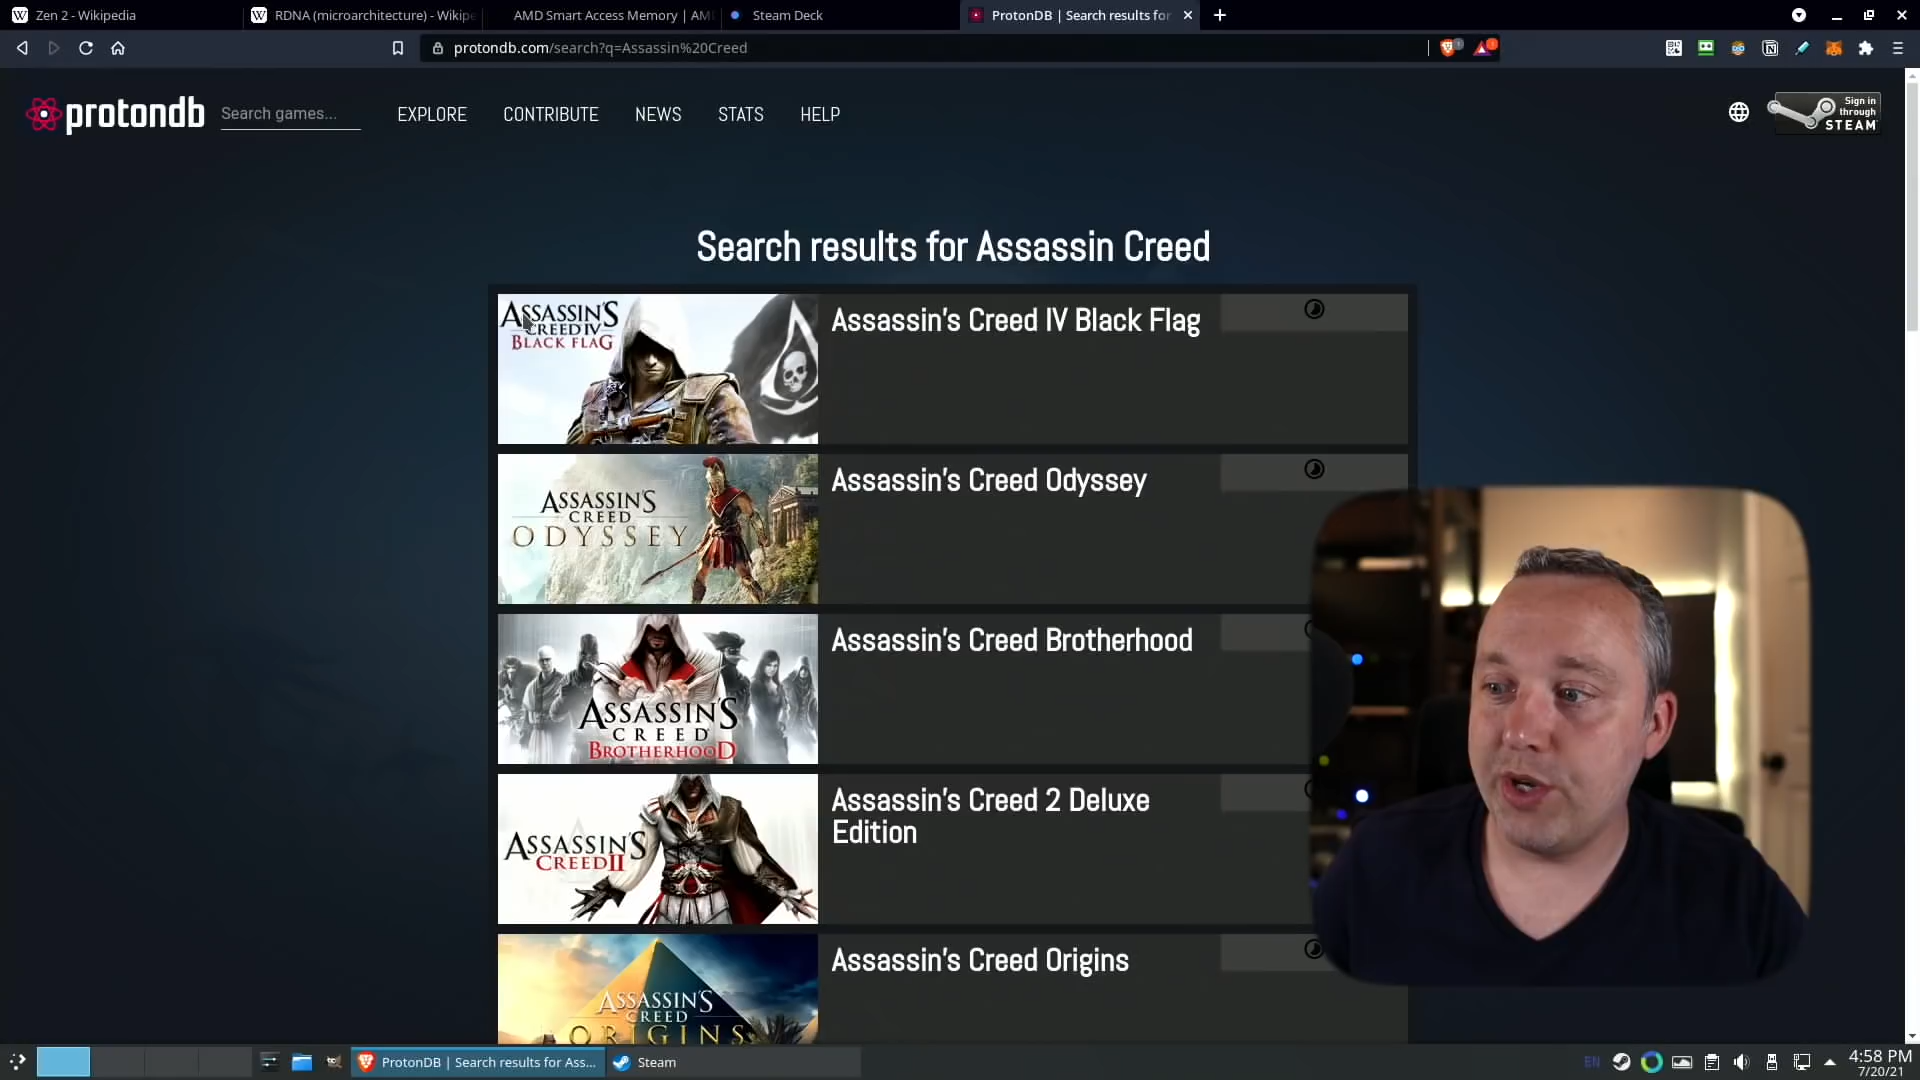 Zen 2 - Wikipedia
RDNA (microarchitecture) - Wikipe
AMD Smart Access Memory | AM
Steam Deck
ProtonDB | Search results for
protondb.com/search?q=Assassin%20Creed
protondb
Search games...
EXPLORE
CONTRIBUTE
NEWS
STATS
HELP
Sign in
through
STEAM
Search results for Assassin Creed
ASSASSIN'S
CREED IV
BLACK FLAG
Assassin's Creed IV Black Flag
ASSASSIN'S
CREED
ODYSSEY
Assassin's Creed Odyssey
ASSASSIN'S
CREED
BROTHERHOOD
Assassin's Creed Brotherhood
ASSASSIN'S
CREED II
Assassin's Creed 2 Deluxe
Edition
ASSASSIN'S
CREED
ORIGINS
Assassin's Creed Origins
ProtonDB | Search results for Ass...
Steam
EN
4:58 PM
7/20/21